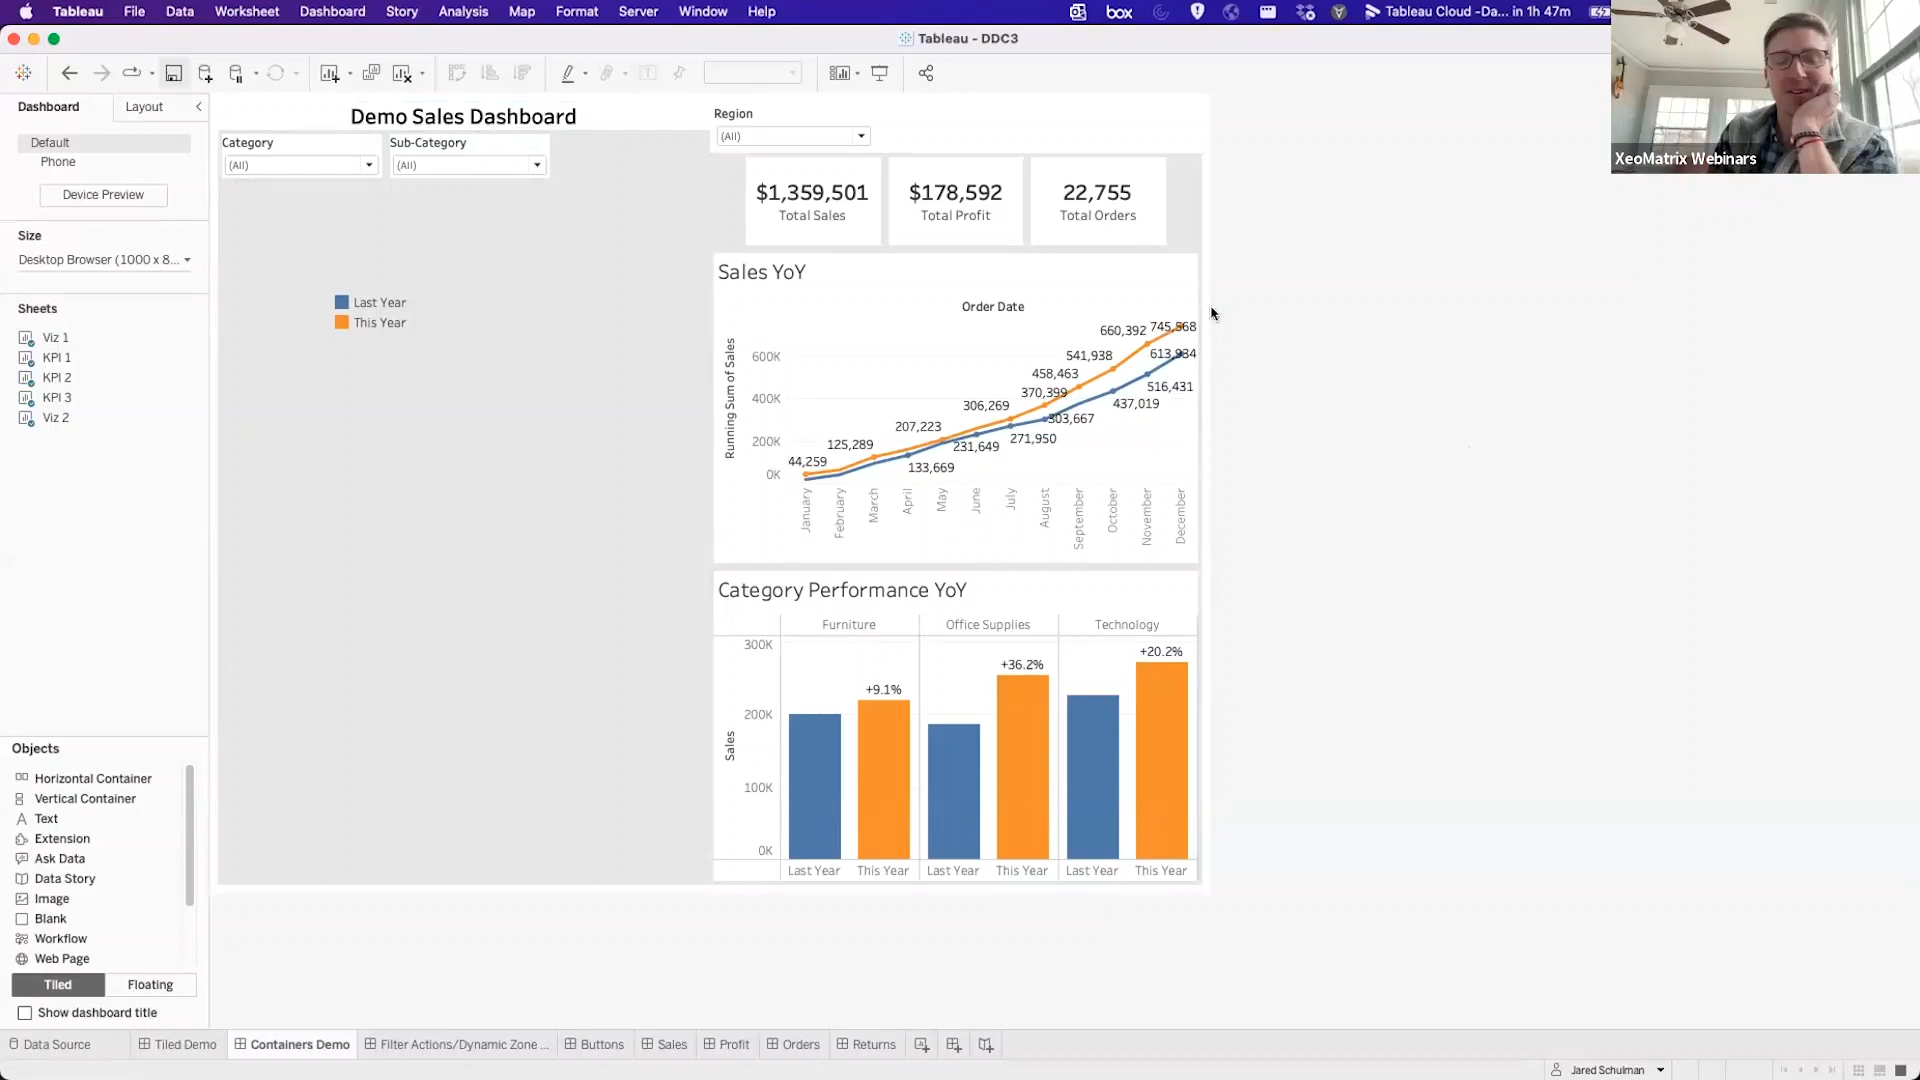 Tableau File Data Worksheet Dashboard Story Analysis Map Format Server Window Help
box
Tableau Cloud -Da... in 1h 47m
Tableau - DDC3
XeoMatrix Webinars
Dashboard Layout
Default
Phone
Device Preview
Size
Desktop Browser (1000 x 8...
Sheets
Viz 1
KPI 1
KPI 2
KPI 3
Viz 2
Objects
Horizontal Container
Vertical Container
Text
Extension
Ask Data
Data Story
Image
Blank
Workflow
Web Page
Tiled Floating
Show dashboard title
Demo Sales Dashboard
Category
(All)
Sub-Category
(All)
Region
(All)
Last Year
This Year
$1,359,501
Total Sales
$178,592
Total Profit
22,755
Total Orders
Sales YoY
Order Date
Running Sum of Sales
600K
400K
200K
0K
44,259
125,289
207,223
306,269
370,399
458,463
541,938
660,392
745,568
133,669
231,649
271,950
303,667
437,019
516,431
613,934
January
February
March
April
May
June
July
August
September
October
November
December
Category Performance YoY
Furniture Office Supplies Technology
Sales
300K
200K
100K
0K
+9.1%
+36.2%
+20.2%
Last Year This Year Last Year This Year Last Year This Year
Data Source Tiled Demo Containers Demo Filter Actions/Dynamic Zone ... Buttons Sales Profit Orders Returns
Jared Schulman